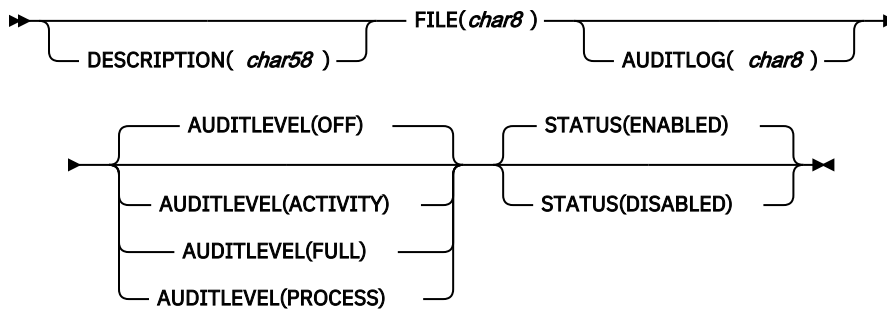 FILE(char8)
DESCRIPTION( char58 )
AUDITLOG( char8 )
AUDITLEVEL(OFF)
STATUS(ENABLED)
AUDITLEVEL(ACTIVITY)
STATUS(DISABLED)
AUDITLEVEL(FULL)
AUDITLEVEL(PROCESS)